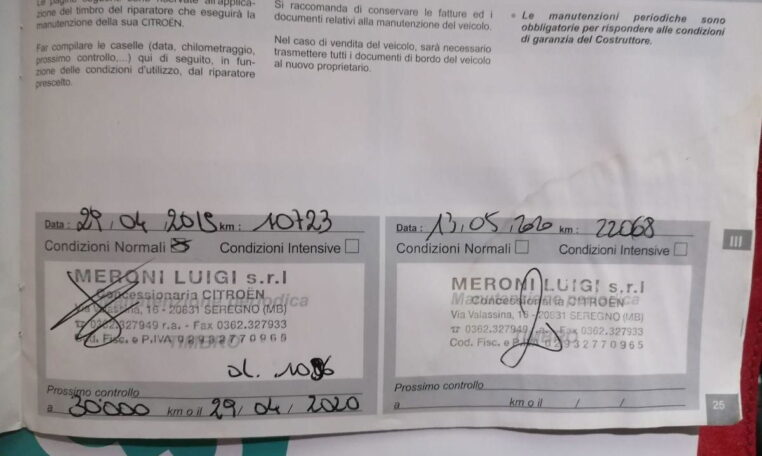 zione del timbro del riparatore che eseguirà la
manutenzione della sua CITROËN.
Far compilare le caselle (data, chilometraggio,
prossimo controllo,...) qui di seguito, in fun-
zione delle condizioni d'utilizzo, dal riparatore
prescelto.
Si raccomanda di conservare le fatture ed i
documenti relativi alla manutenzione del veicolo.
Nel caso di vendita del veicolo, sarà necessario
trasmettere tutti i documenti di bordo del veicolo
al nuovo proprietario.
• Le manutenzioni periodiche sono
obbligatorie per rispondere alle condizioni
di garanzia del Costruttore.
III
Data : 29, 04, 2019 km : 10723
Condizioni Normali Condizioni Intensive
MERONI LUIGI s.r.l
Concessionaria CITROËN
Via Valassina, 16 - 20831 SEREGNO (MB)
☎ 0362.327949 r.a. - Fax 0362.327933
Cod. Fisc. e P.IVA 02932770965
TIMBRO
Prossimo controllo
a 30'000 km o il 29, 04, 2020
Data : 13, 05, 2020 km : 22068
Condizioni Normali Condizioni Intensive
MERONI LUIGI s.r.l
Concessionaria CITROËN
Via Valassina, 16 - 20831 SEREGNO (MB)
☎ 0362.327949 r.a. - Fax 0362.327933
Cod. Fisc. e P.IVA 02932770965
Prossimo controllo
a km o il / /
25